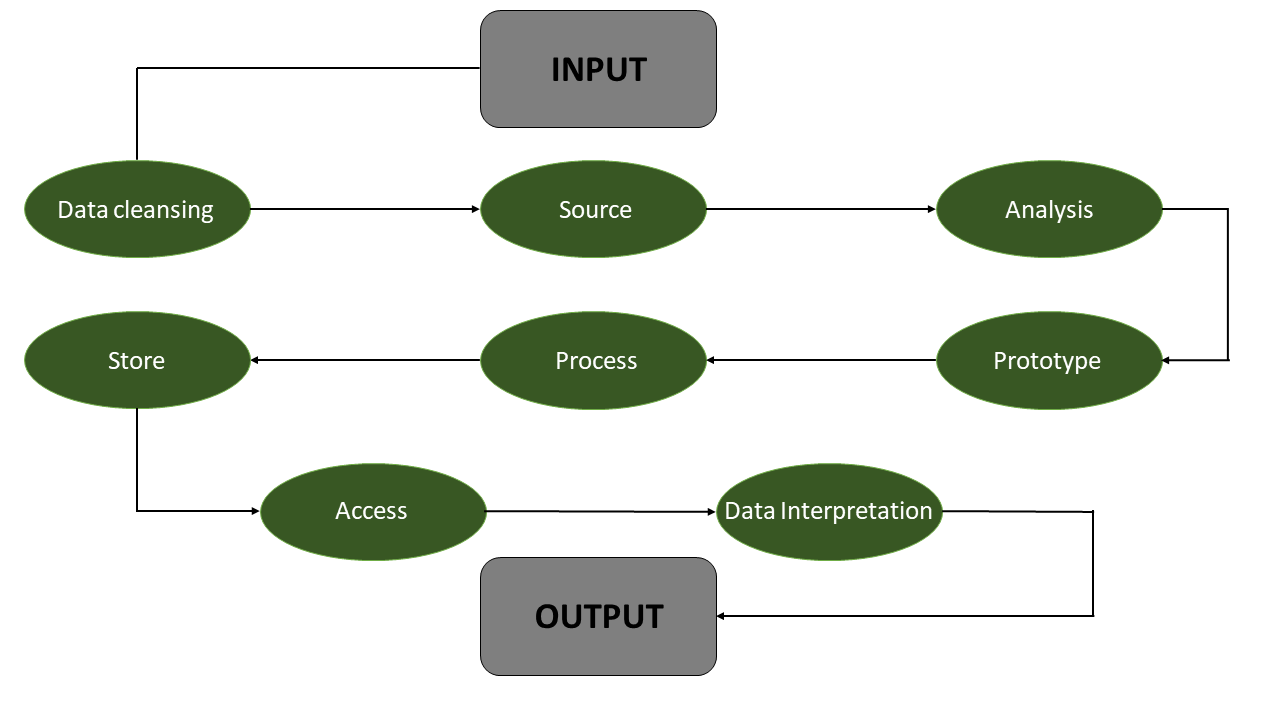 INPUT
Data cleansing
Source
Analysis
Prototype
Process
Store
Access
Data Interpretation
OUTPUT